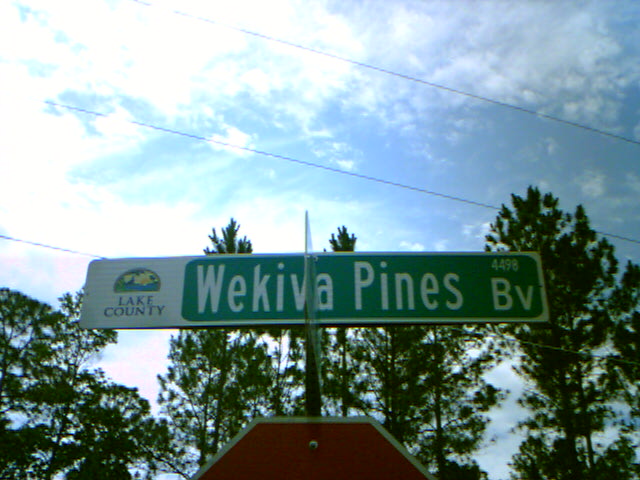 LAKE
COUNTY
Wekiva Pines Bv
4498